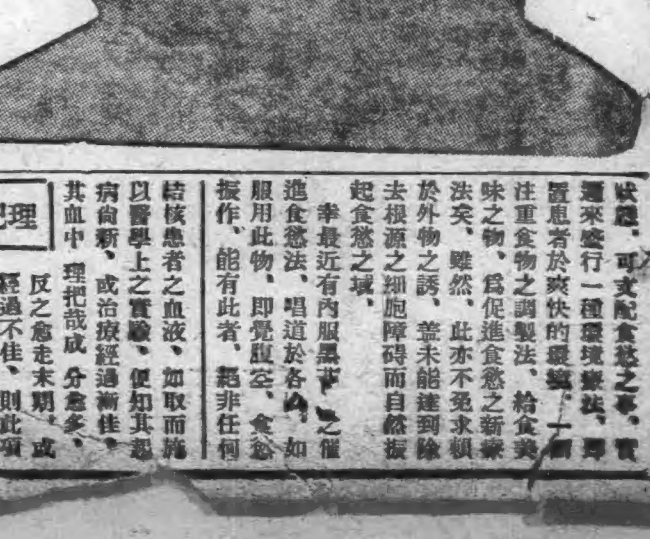 狀態、可支配食慾之事、實
邇來盛行一種環境療法、卽
置患者於爽快的環境、一面
注重食物之調製法、給食美
味之物、爲促進食慾之新療
法矣、雖然、此亦不免求賴
於外物之誘、蓋未能達到除
去根源之細胞障碍而自然振
起食慾之域、
幸最近有內服黑 之催
進食慾法、唱道於各 、如
服用此物、卽覺腹空、食慾
振作、能有此者、絕非任何
結核患者之血液、如取而施
以醫學上之實驗、便知其起
病尙新、或治療經過漸佳、
其血中 理把哉成 分愈多、
反之愈走末期、或
經過不佳、則此項
理把